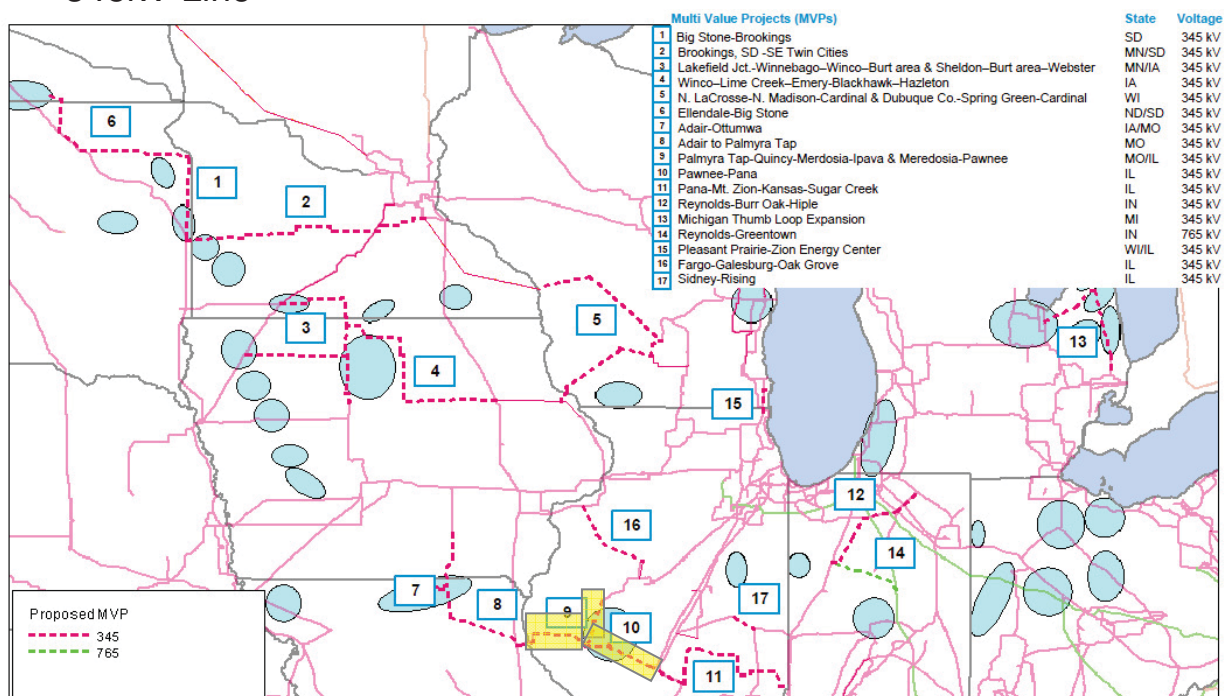 Multi Value Projects (MVPs) State Voltage
1 Big Stone-Brookings SD 345 kV
2 Brookings, SD -SE Twin Cities MN/SD 345 kV
3 Lakefield Jct.-Winnebago–Winco–Burt area & Sheldon–Burt area–Webster MN/IA 345 kV
4 Winco–Lime Creek–Emery-Blackhawk–Hazleton IA 345 kV
5 N. LaCrosse-N. Madison-Cardinal & Dubuque Co.-Spring Green-Cardinal WI 345 kV
6 Ellendale-Big Stone ND/SD 345 kV
7 Adair-Ottumwa IA/MO 345 kV
8 Adair to Palmyra Tap MO 345 kV
9 Palmyra Tap-Quincy-Merdosia-Ipava & Meredosia-Pawnee MO/IL 345 kV
10 Pawnee-Pana IL 345 kV
11 Pana-Mt. Zion-Kansas-Sugar Creek IL 345 kV
12 Reynolds-Burr Oak-Hiple IN 345 kV
13 Michigan Thumb Loop Expansion MI 345 kV
14 Reynolds-Greentown IN 765 kV
15 Pleasant Prairie-Zion Energy Center WI/IL 345 kV
16 Fargo-Galesburg-Oak Grove IL 345 kV
17 Sidney-Rising IL 345 kV
6
1
2
3
5
13
4
15
12
16
14
7
8
9
17
10
11
Proposed MVP
345
765